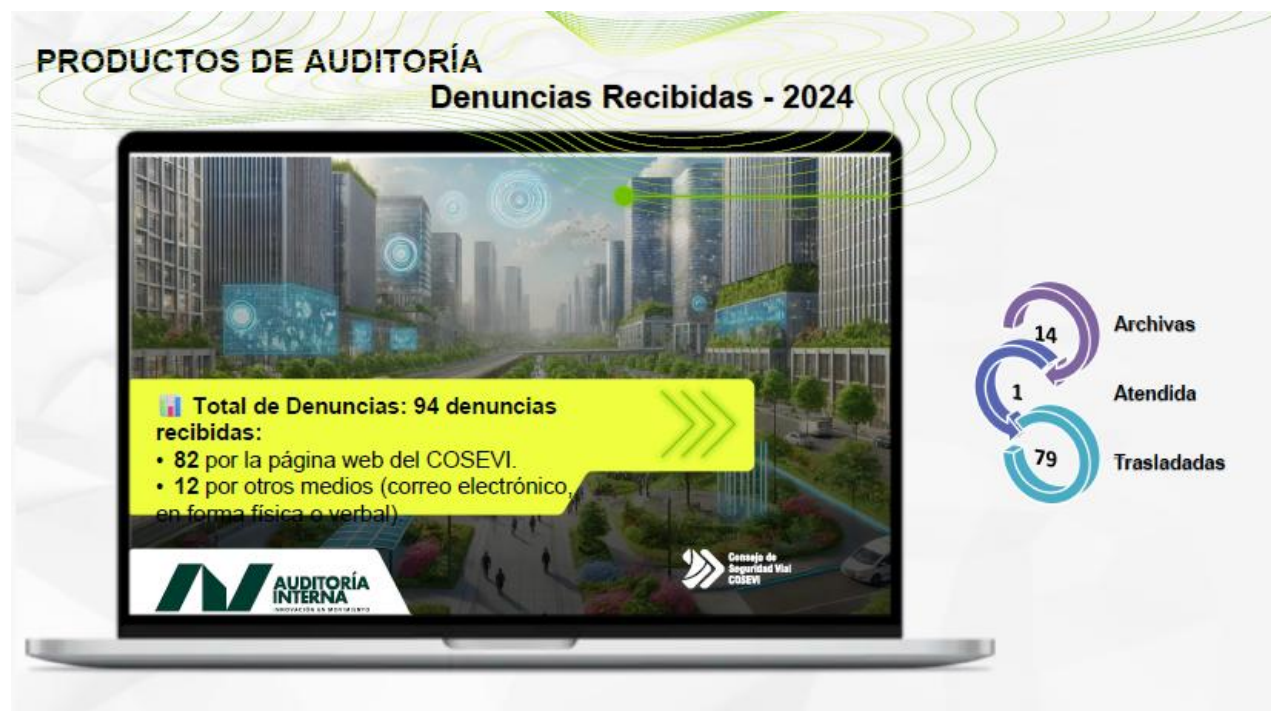 PRODUCTOS DE AUDITORÍA
Denuncias Recibidas - 2024
Total de Denuncias: 94 denuncias
recibidas:
• 82 por la página web del COSEVI.
• 12 por otros medios (correo electrónico,
en forma física o verbal)
AUDITORÍA
INTERNA
INNOVACIÓN EN MOVIMIENTO
Consejo de
Seguridad Vial
COSEVI
14 Archivas
1 Atendida
79 Trasladadas